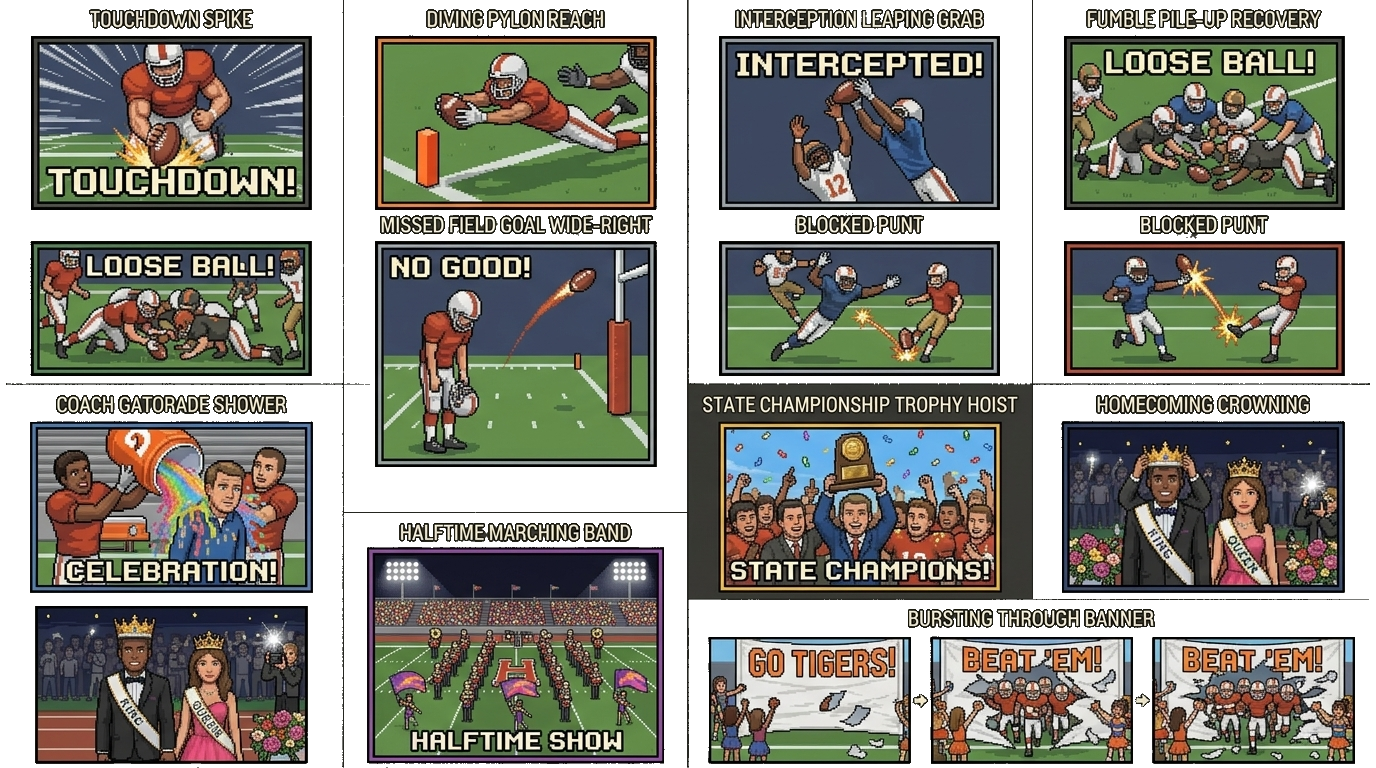 TOUCHDOWN SPIKE
TOUCHDOWN!
DIVING PYLON REACH
INTERCEPTION LEAPING GRAB
INTERCEPTED!
12
FUMBLE PILE-UP RECOVERY
LOOSE BALL!
LOOSE BALL!
MISSED FIELD GOAL WIDE-RIGHT
NO GOOD!
BLOCKED PUNT
BLOCKED PUNT
COACH GATORADE SHOWER
CELEBRATION!
HALFTIME MARCHING BAND
H
HALFTIME SHOW
STATE CHAMPIONSHIP TROPHY HOIST
STATE CHAMPIONS!
HOMECOMING CROWNING
KING
QUEEN
KING
QUEEN
BURSTING THROUGH BANNER
GO TIGERS!
BEAT 'EM!
BEAT 'EM!